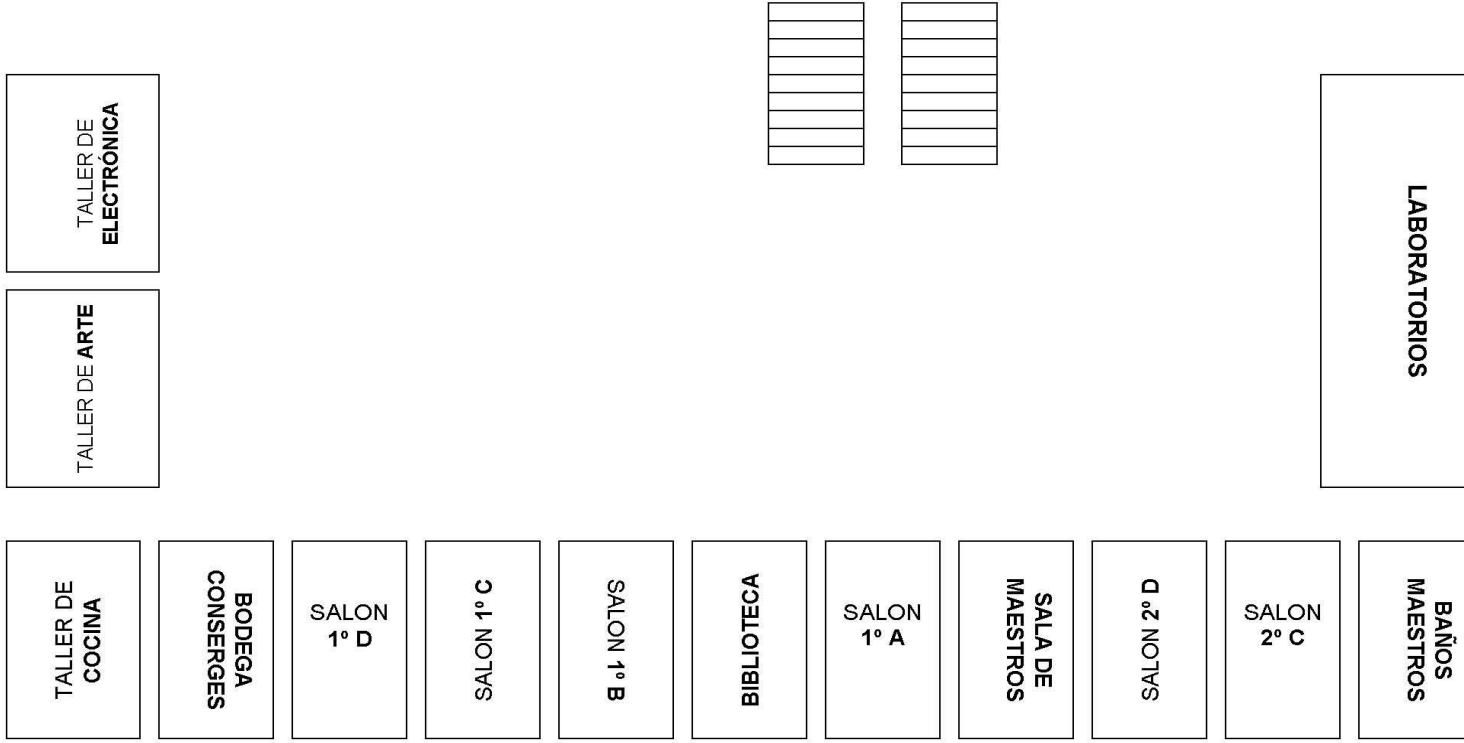 TALLER DE
ELECTRÓNICA
LABORATORIOS
TALLER DE ARTE
TALLER DE
COCINA
BODEGA
CONSERGES
SALON
1º D
SALON 1º C
SALON 1º B
BIBLIOTECA
SALON
1º A
SALA DE
MAESTROS
SALON 2º D
SALON
2º C
BAÑOS
MAESTROS